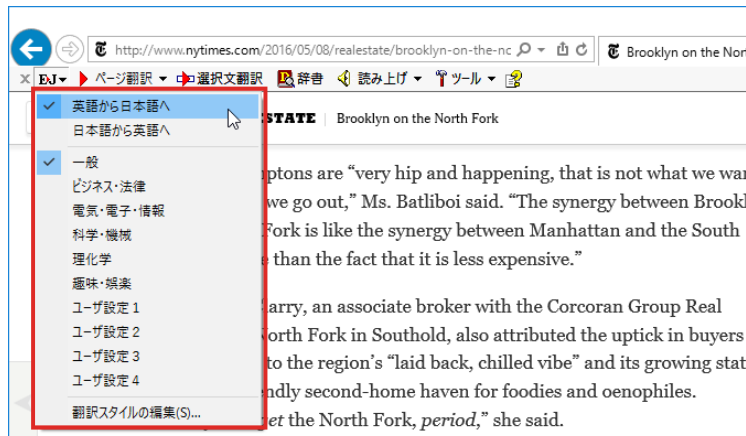 http://www.nytimes.com/2016/05/08/realestate/brooklyn-on-the-nc
Brooklyn on the Nor
EJ ページ翻訳 選択文翻訳 辞書 読み上げ ツール
英語から日本語へ
日本語から英語へ
一般
ビジネス・法律
電気・電子・情報
科学・機械
理化学
趣味・娯楽
ユーザ設定 1
ユーザ設定 2
ユーザ設定 3
ユーザ設定 4
翻訳スタイルの編集(S)...
STATE | Brooklyn on the North Fork
ptons are “very hip and happening, that is not what we wan
we go out,” Ms. Batliboi said. “The synergy between Brookl
Fork is like the synergy between Manhattan and the South
than the fact that it is less expensive.”
arry, an associate broker with the Corcoran Group Real
orth Fork in Southold, also attributed the uptick in buyers
to the region’s “laid back, chilled vibe” and its growing stat
ndly second-home haven for foodies and oenophiles.
get the North Fork, period,” she said.